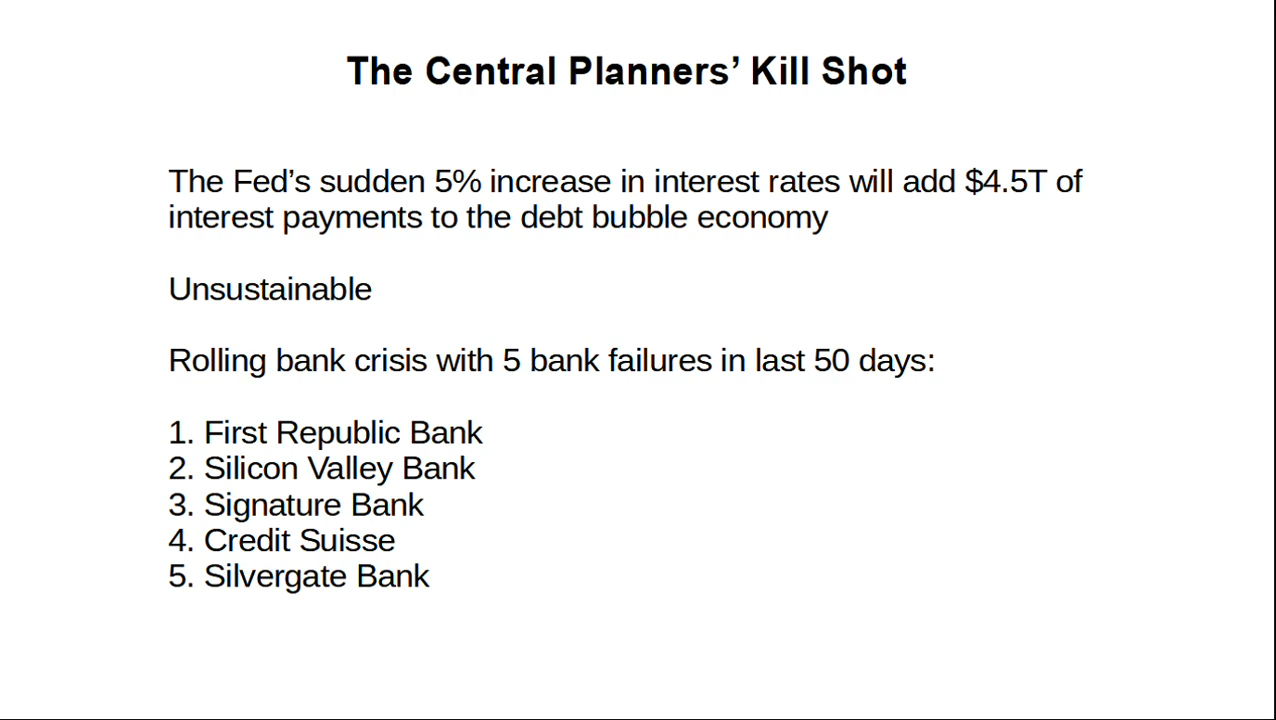 The Central Planners’ Kill Shot
The Fed’s sudden 5% increase in interest rates will add $4.5T of
interest payments to the debt bubble economy
Unsustainable
Rolling bank crisis with 5 bank failures in last 50 days:
1. First Republic Bank
2. Silicon Valley Bank
3. Signature Bank
4. Credit Suisse
5. Silvergate Bank